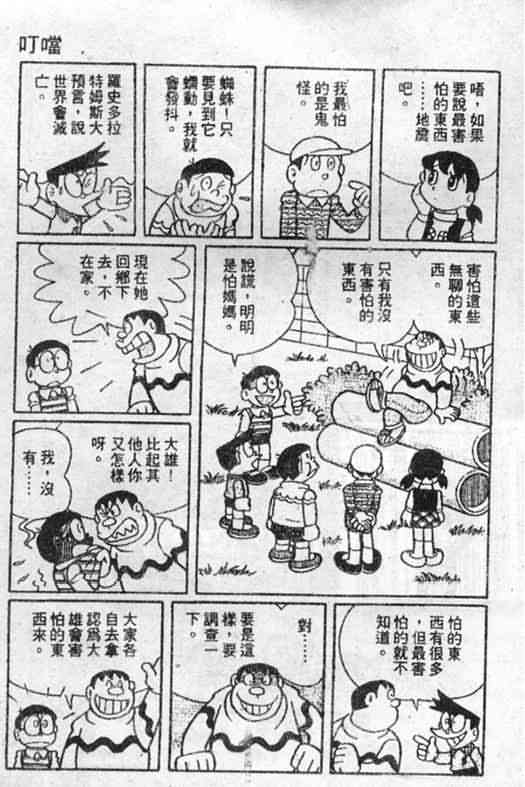 叮噹
唔，如果
要說最害
怕的東西
……地震
吧。
我最怕
的是鬼
怪。
蜘蛛！只
要見到它
蠕動，我就
會發抖。
羅史多拉
特姆斯大
預言，說
世界會滅
亡。
害怕這些
無聊的東
西。
只有我沒
有害怕的
東西。
說謊，明明
是怕媽媽。
現在她
回鄉下
去，不
在家。
大雄！
比起其
他人你
又怎樣
呀。
我，沒
有……
怕的東
西有很多
，但最害
怕的就不
知道。
對……
要是這
樣，要
調查一
下。
大家各
自去拿
認為大
雄會害
怕的東
西來。